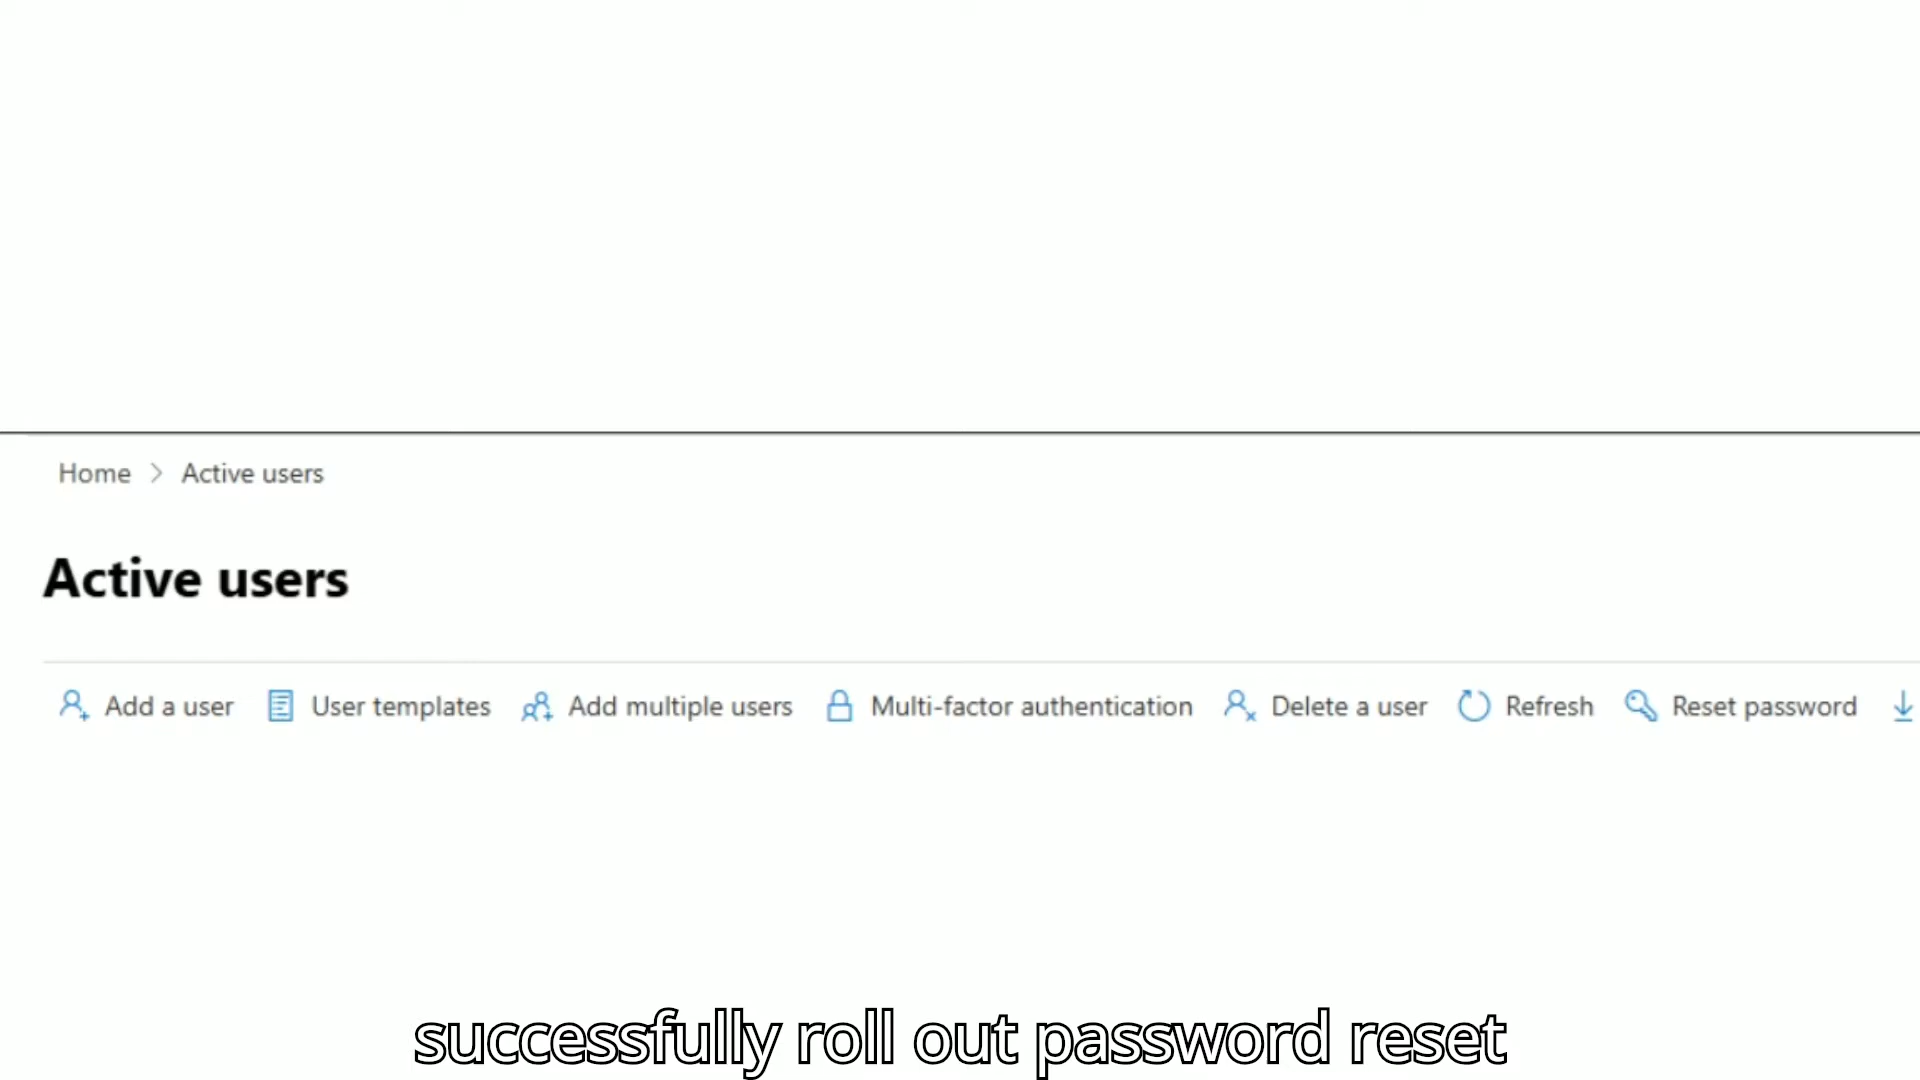 Home > Active users
Active users
Add a user User templates Add multiple users Multi-factor authentication Delete a user Refresh Reset password
successfully roll out password reset